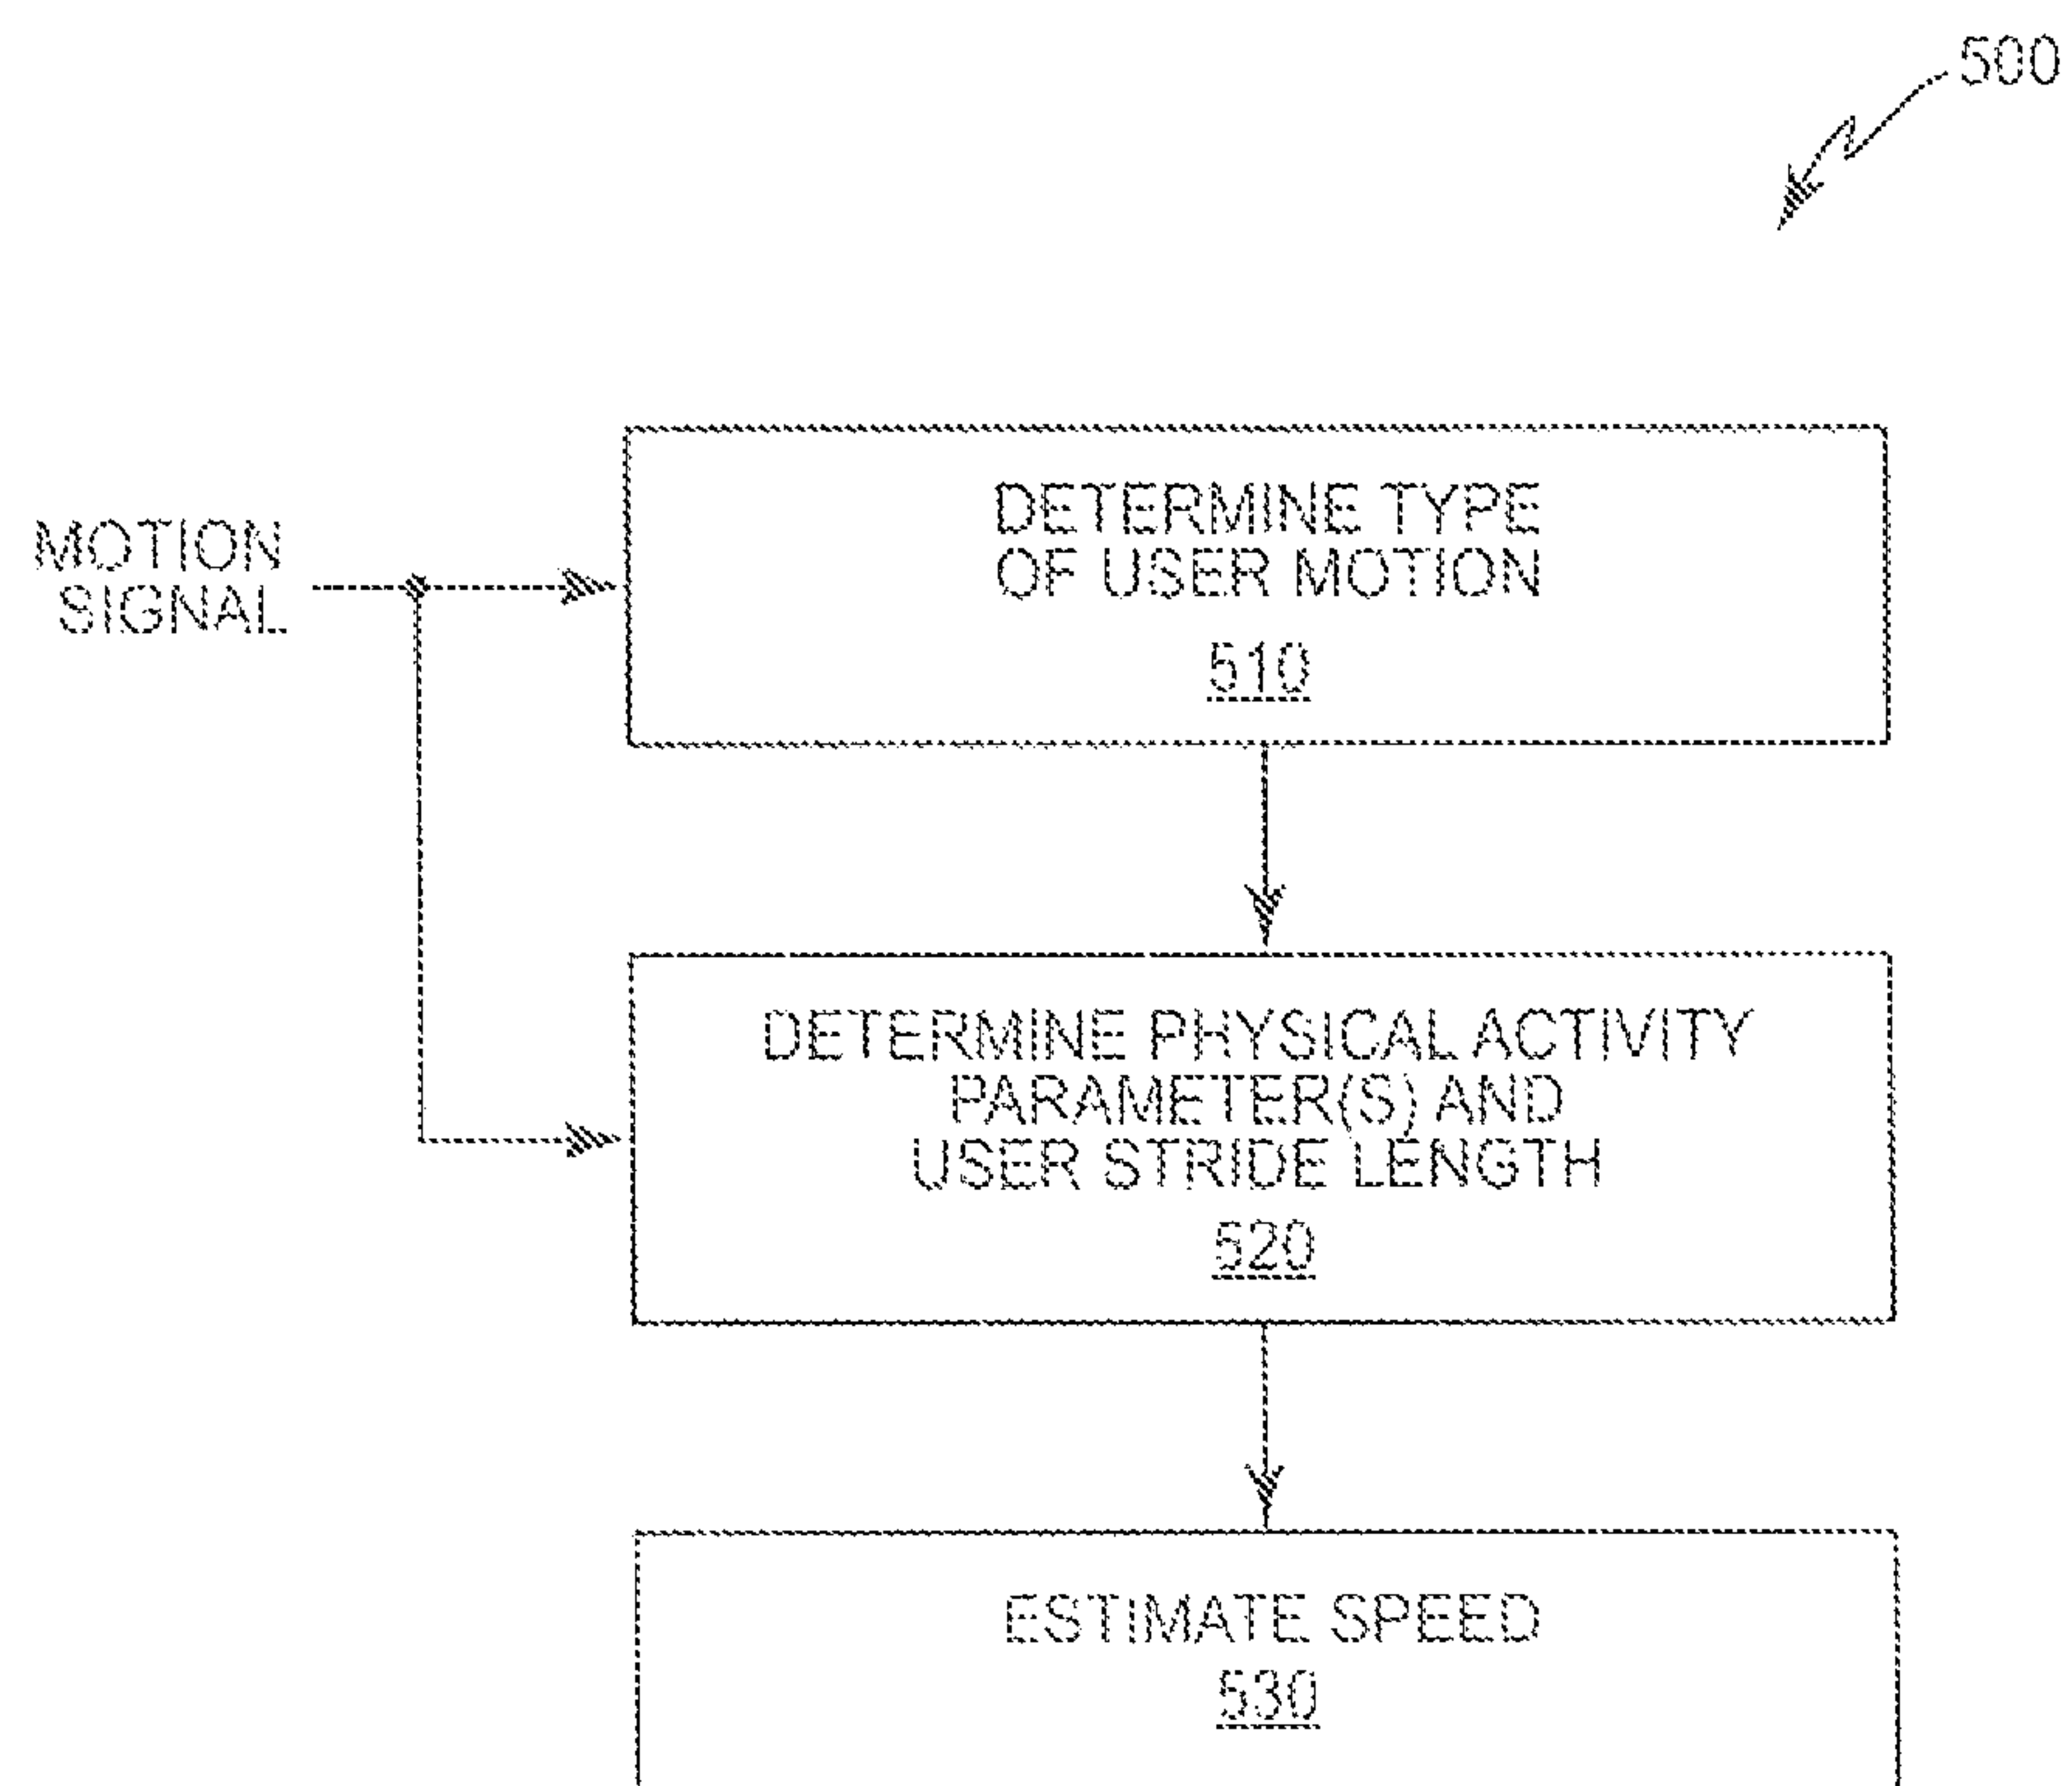 500
MOTION
SIGNAL
DETERMINE TYPE
OF USER MOTION
510
DETERMINE PHYSICAL ACTIVITY
PARAMETER(S) AND
USER STRIDE LENGTH
520
ESTIMATE SPEED
530